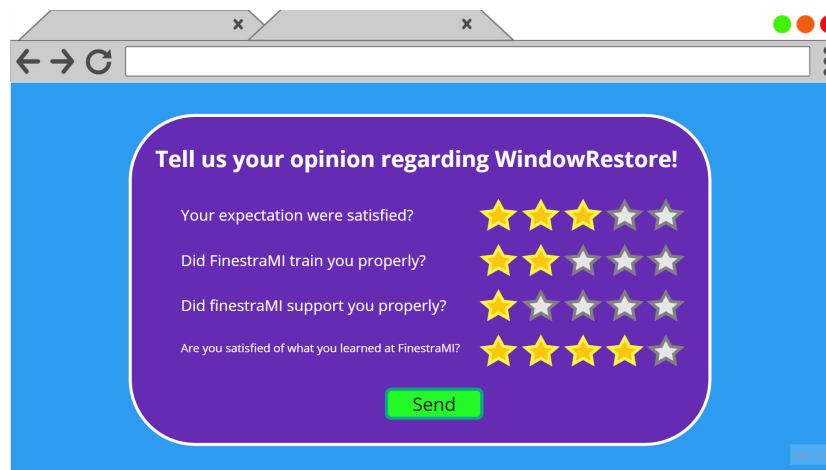 Tell us your opinion regarding WindowRestore!
Your expectation were satisfied?
Did FinestraMI train you properly?
Did finestraMI support you properly?
Are you satisfied of what you learned at FinestraMI?
Send